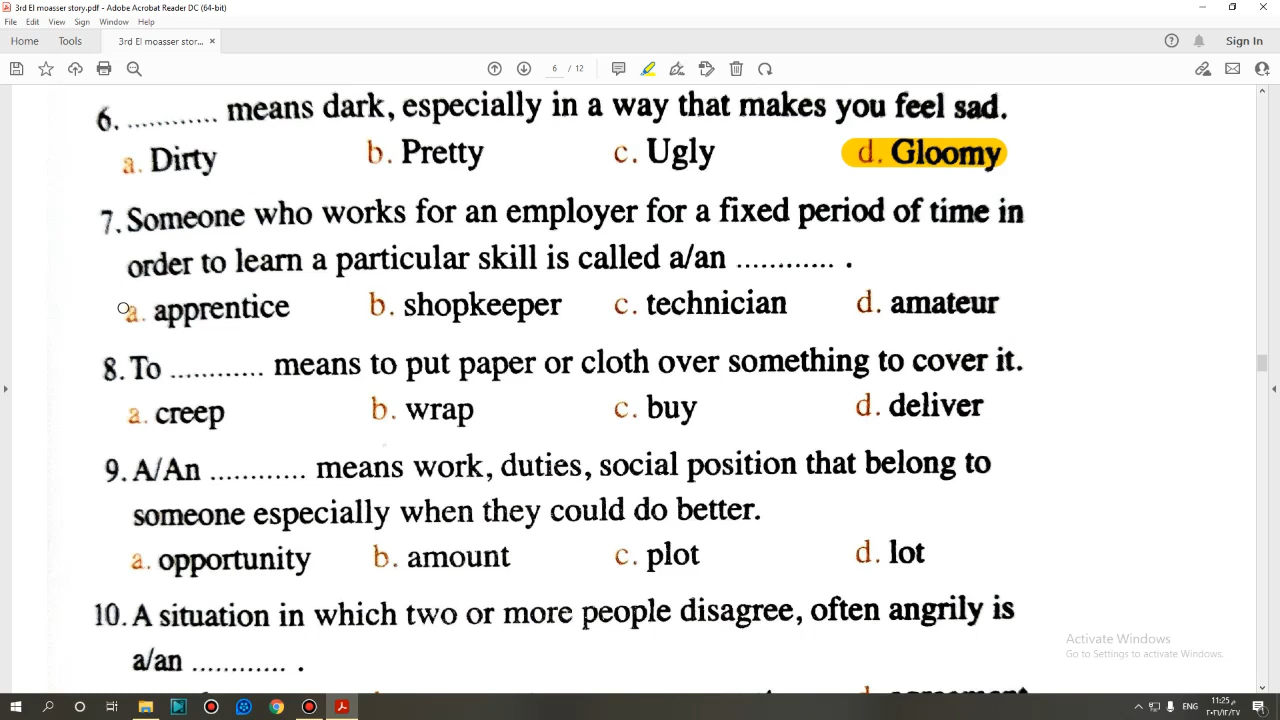 3rd El moasser story.pdf - Adobe Acrobat Reader DC (64-bit)
File Edit View Sign Window Help
Home Tools 3rd El moasser stor... × Sign In
6 / 12
6. ............ means dark, especially in a way that makes you feel sad.
a. Dirty b. Pretty c. Ugly d. Gloomy
7. Someone who works for an employer for a fixed period of time in
order to learn a particular skill is called a/an ............ .
a. apprentice b. shopkeeper c. technician d. amateur
8. To ............ means to put paper or cloth over something to cover it.
a. creep b. wrap c. buy d. deliver
9. A/An ............ means work, duties, social position that belong to
someone especially when they could do better.
a. opportunity b. amount c. plot d. lot
10. A situation in which two or more people disagree, often angrily is
a/an ............ .
Activate Windows
Go to Settings to activate Windows.
ENG 11:25 ص
٢٠٢١/١٢/٢٧